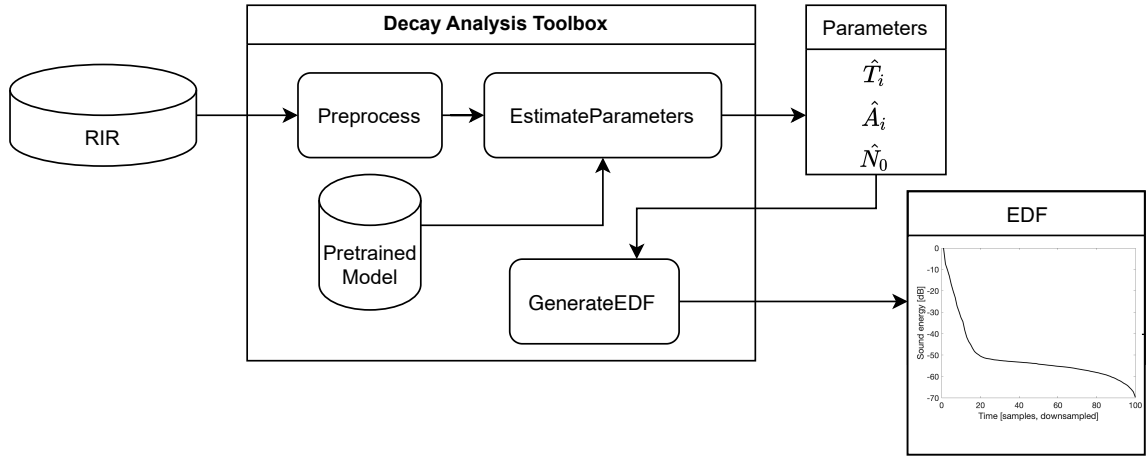 Decay Analysis Toolbox
RIR
Preprocess
EstimateParameters
Pretrained
Model
GenerateEDF
Parameters
T̂ᵢ
Âᵢ
N̂₀
EDF
0
-10
-20
-30
-40
-50
-60
-70
Sound energy [dB]
0 20 40 60 80 100
Time [samples, downsampled]